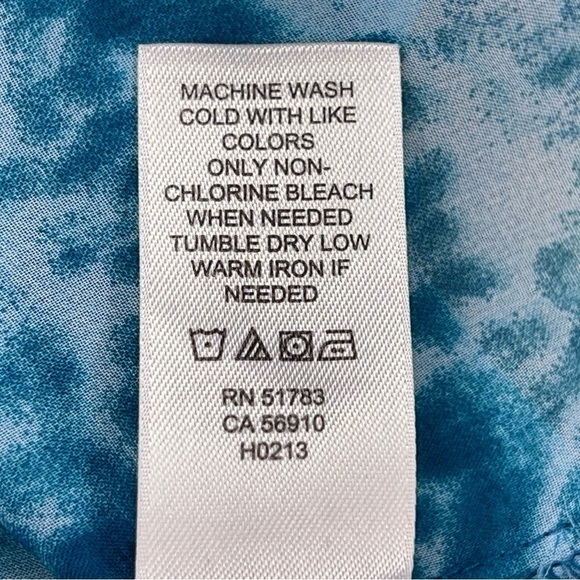 MACHINE WASH
COLD WITH LIKE
COLORS
ONLY NON-
CHLORINE BLEACH
WHEN NEEDED
TUMBLE DRY LOW
WARM IRON IF
NEEDED
RN 51783
CA 56910
H0213